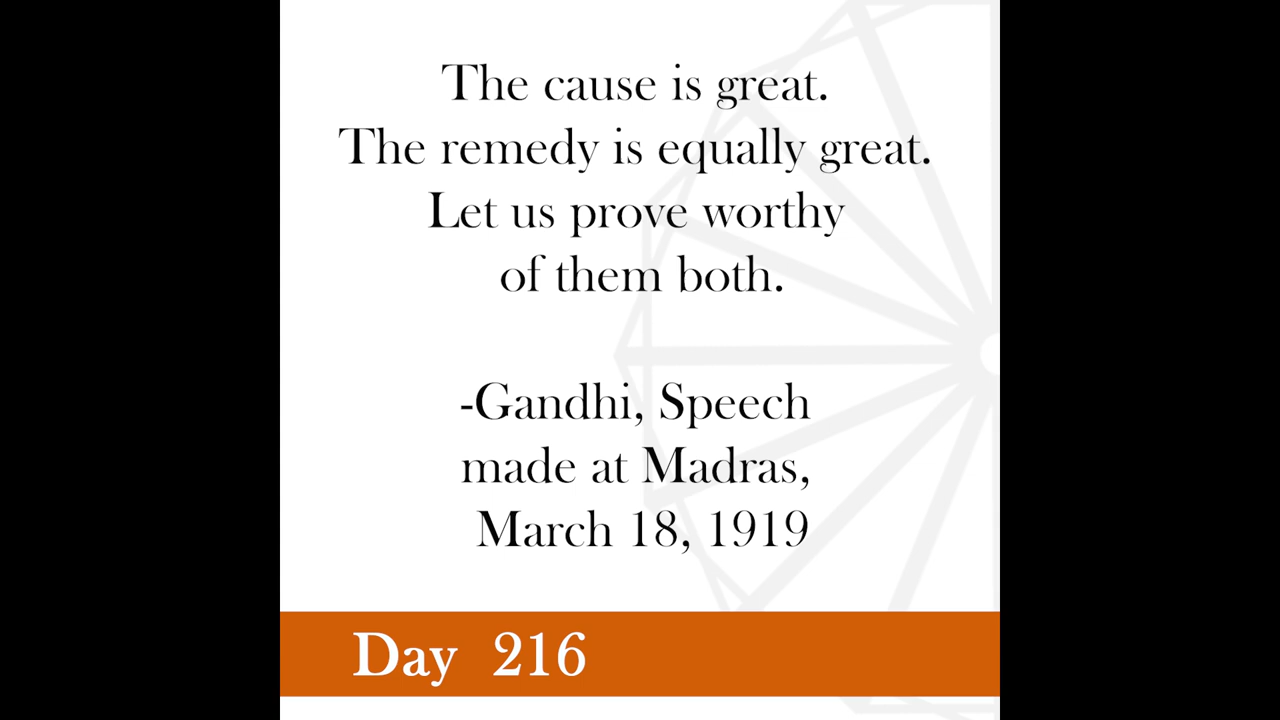 The cause is great.
The remedy is equally great.
Let us prove worthy
of them both.
-Gandhi, Speech
made at Madras,
March 18, 1919
Day 216